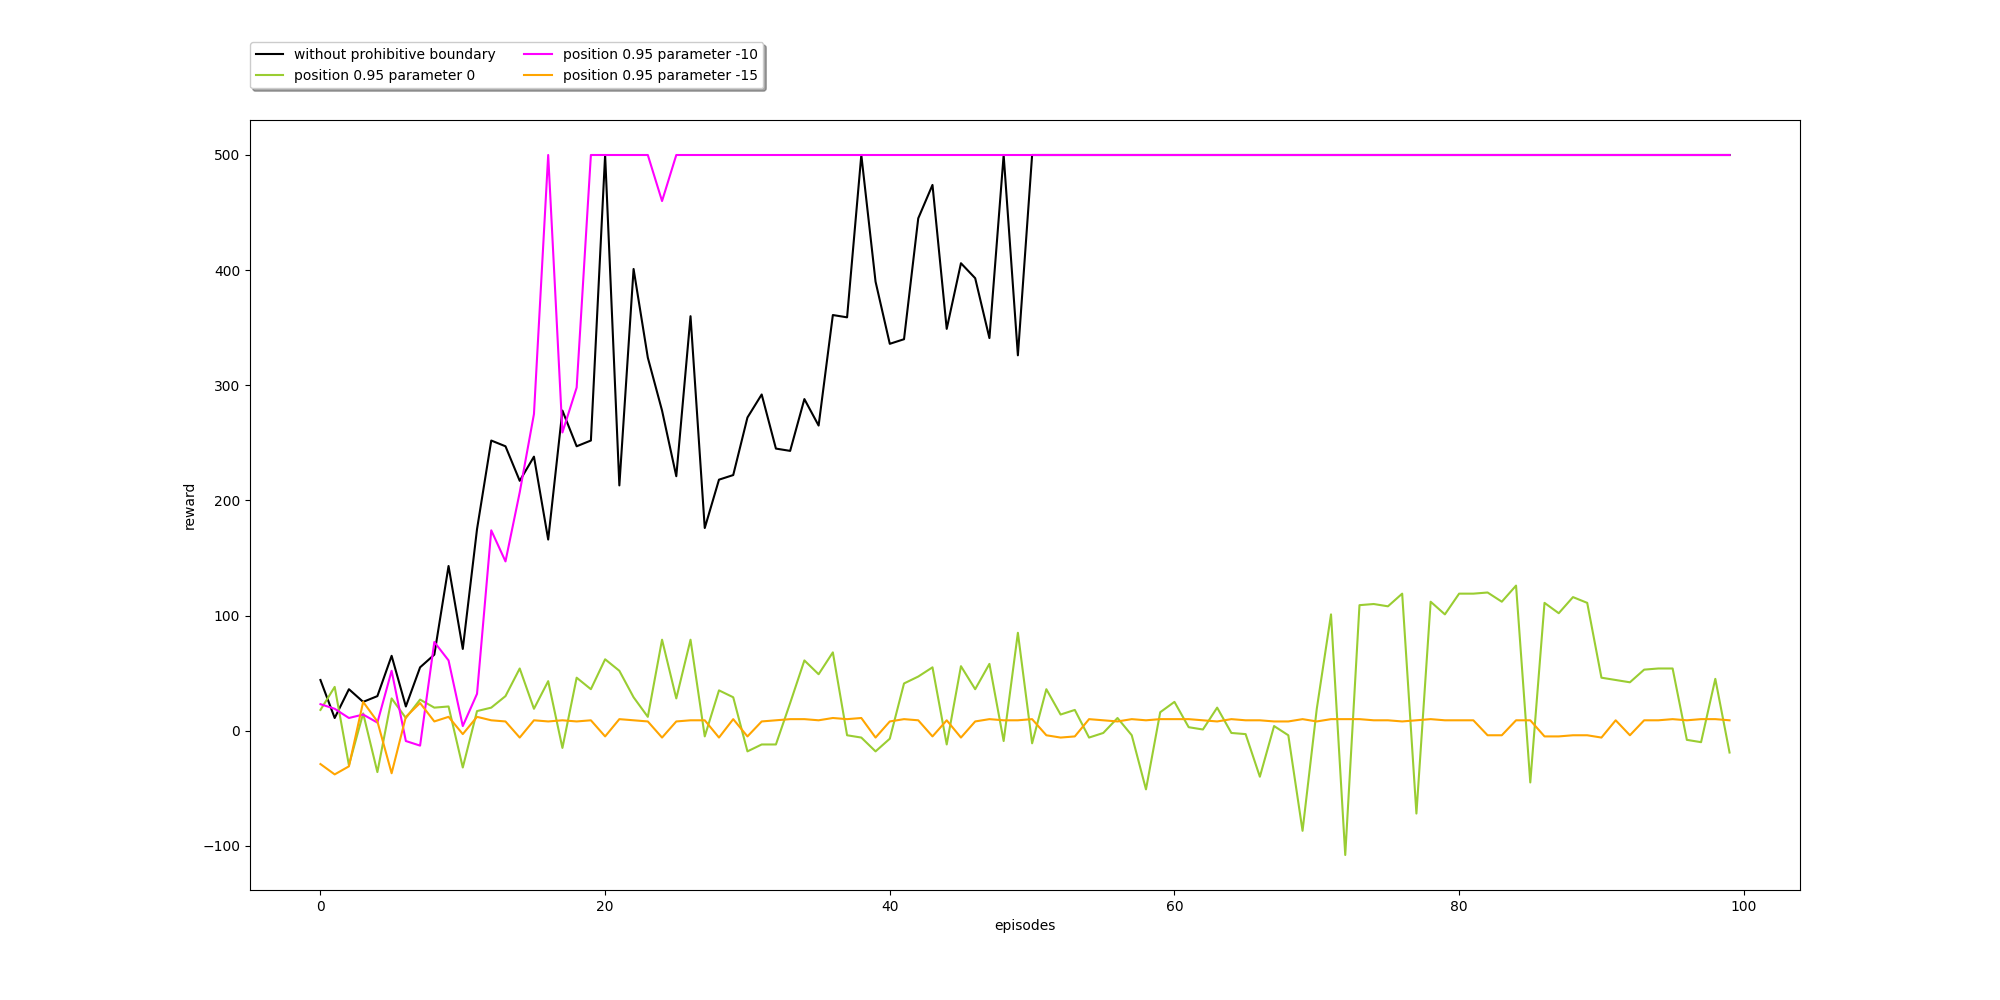 without prohibitive boundary
position 0.95 parameter 0
position 0.95 parameter -10
position 0.95 parameter -15
500
400
300
200
100
0
−100
reward
0 20 40 60 80 100
episodes